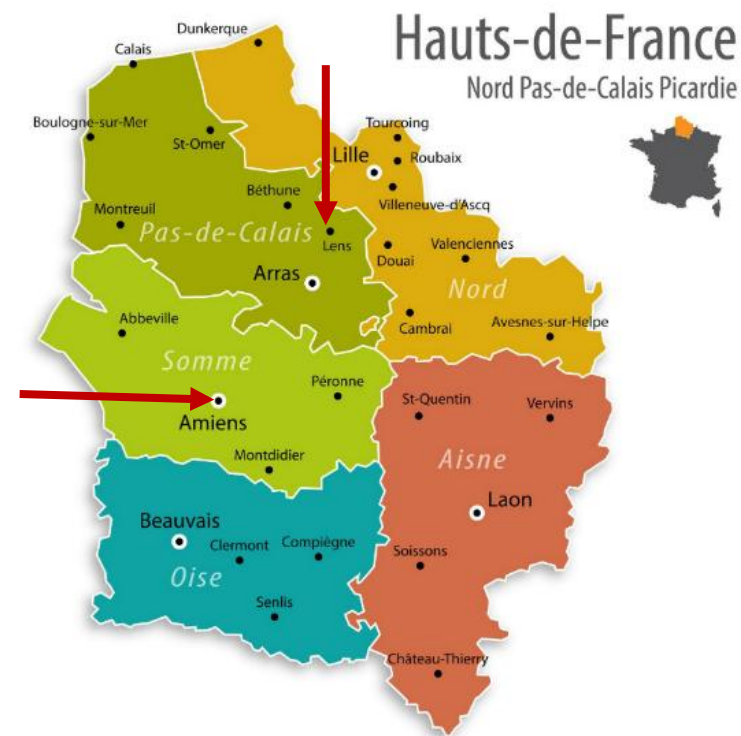 Hauts-de-France
Nord Pas-de-Calais Picardie
Dunkerque
Calais
Boulogne-sur-Mer
St-Omer
Tourcoing
Lille
Roubaix
Béthune
Villeneuve-d'Ascq
Montreuil
Pas-de-Calais
Lens
Valenciennes
Douai
Arras
Nord
Abbeville
Cambrai
Avesnes-sur-Helpe
Somme
Péronne
St-Quentin
Vervins
Amiens
Montdidier
Aisne
Laon
Beauvais
Clermont
Compiègne
Soissons
Oise
Senlis
Château-Thierry